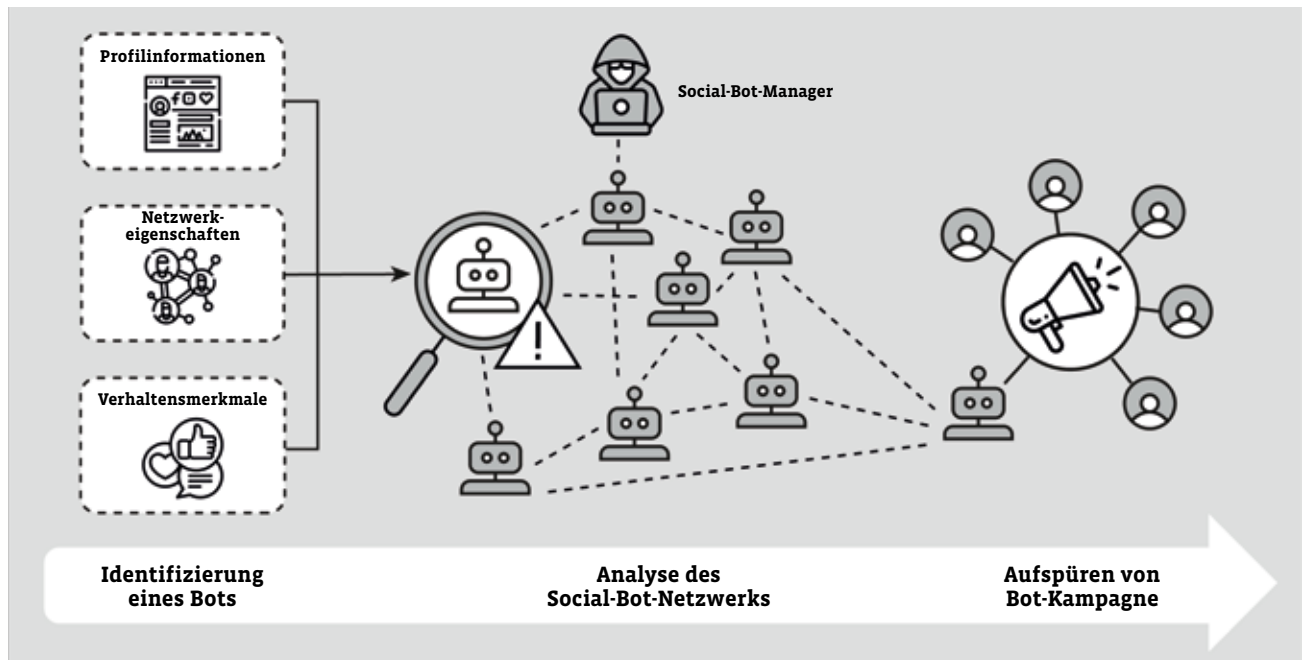 Profilinformationen
Social-Bot-Manager
Netzwerk-
eigenschaften
Verhaltensmerkmale
Identifizierung
eines Bots
Analyse des
Social-Bot-Netzwerks
Aufspüren von
Bot-Kampagne